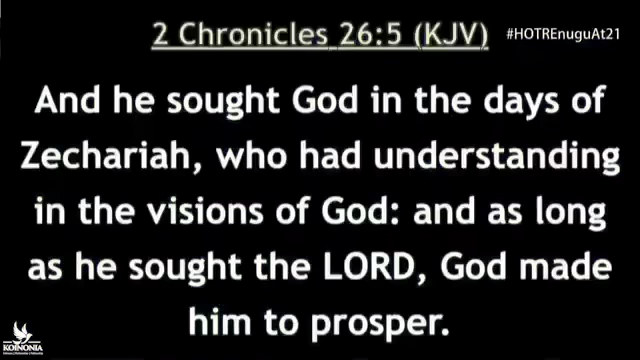 2 Chronicles 26:5 (KJV)
#HOTREnuguAt21
And he sought God in the days of
Zechariah, who had understanding
in the visions of God: and as long
as he sought the LORD, God made
him to prosper.
KOINONIA